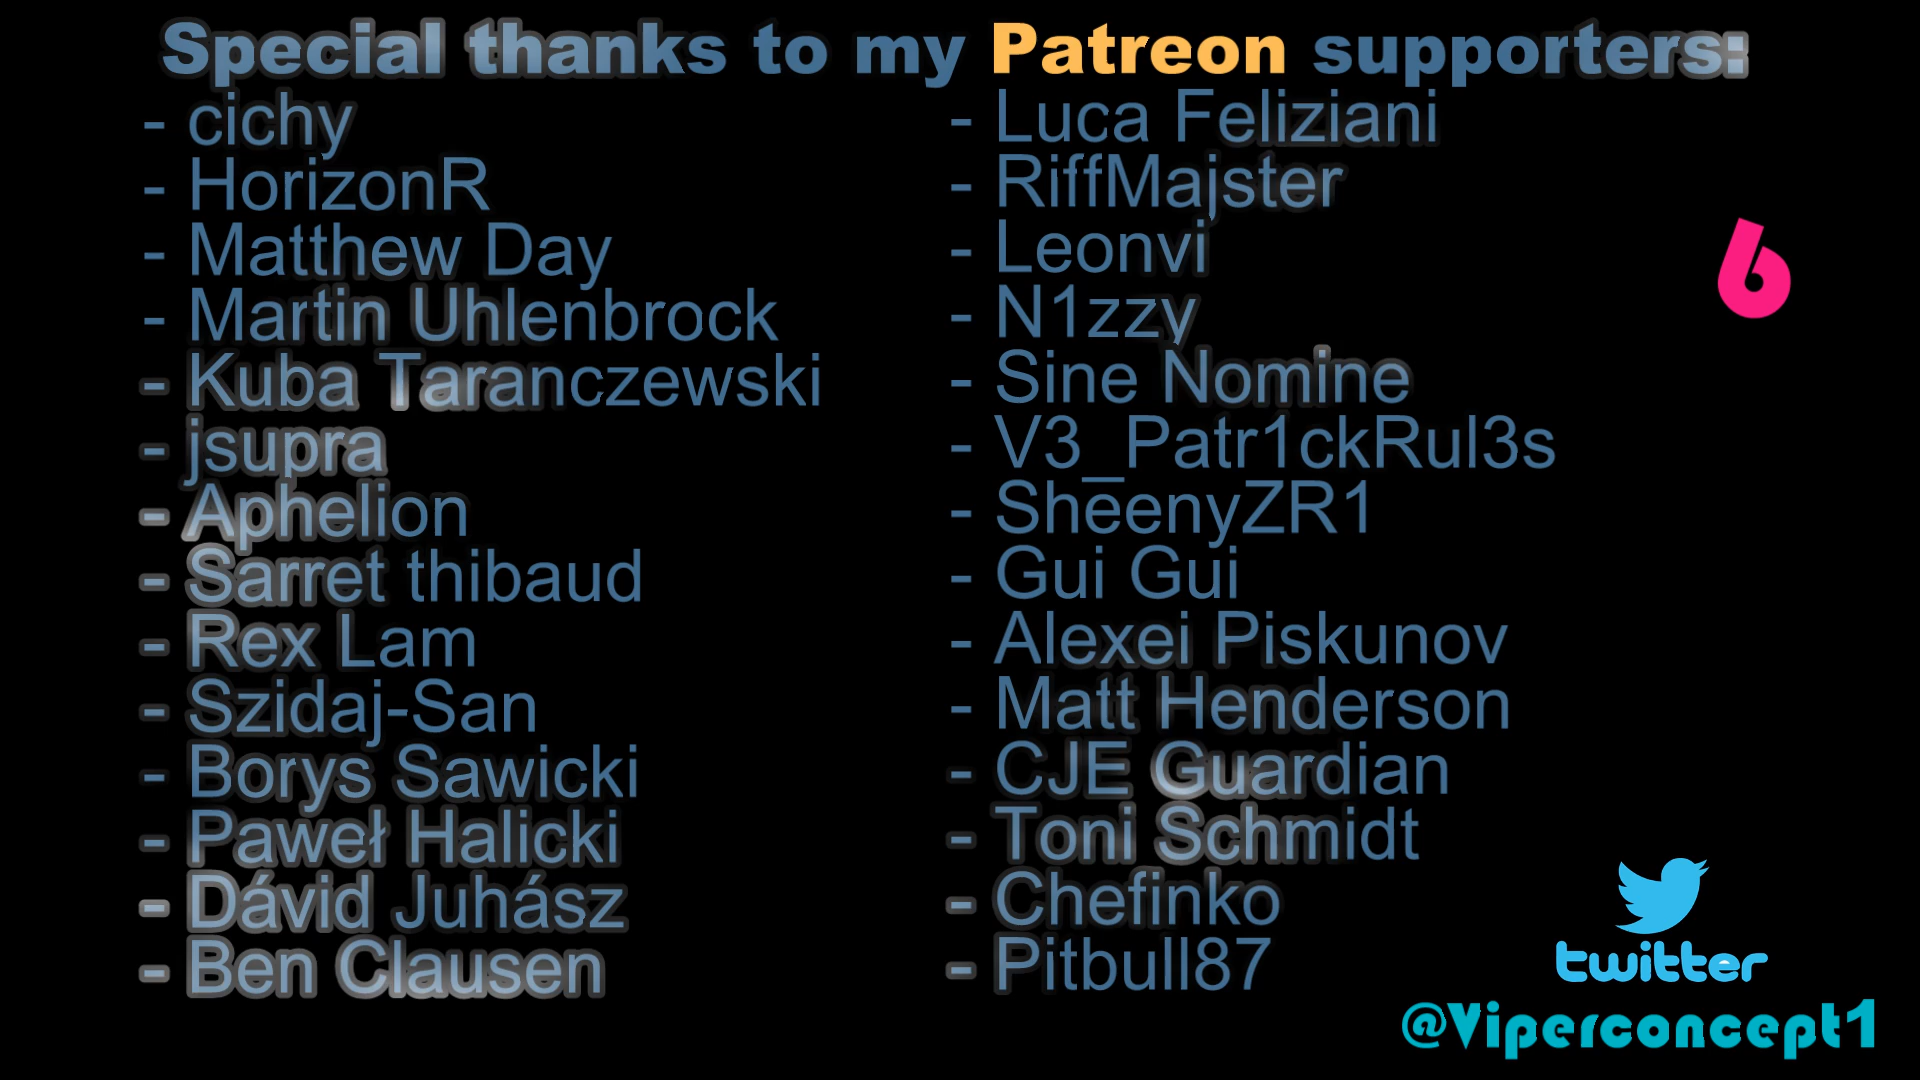 Special thanks to my Patreon supporters:
- cichy
- HorizonR
- Matthew Day
- Martin Uhlenbrock
- Kuba Taranczewski
- jsupra
- Aphelion
- Sarret thibaud
- Rex Lam
- Szidaj-San
- Borys Sawicki
- Paweł Halicki
- Dávid Juhász
- Ben Clausen
- Luca Feliziani
- RiffMajster
- Leonvi
- N1zzy
- Sine Nomine
- V3_Patr1ckRul3s
- SheenyZR1
- Gui Gui
- Alexei Piskunov
- Matt Henderson
- CJE Guardian
- Toni Schmidt
- Chefinko
- Pitbull87
6
twitter
@Viperconcept1